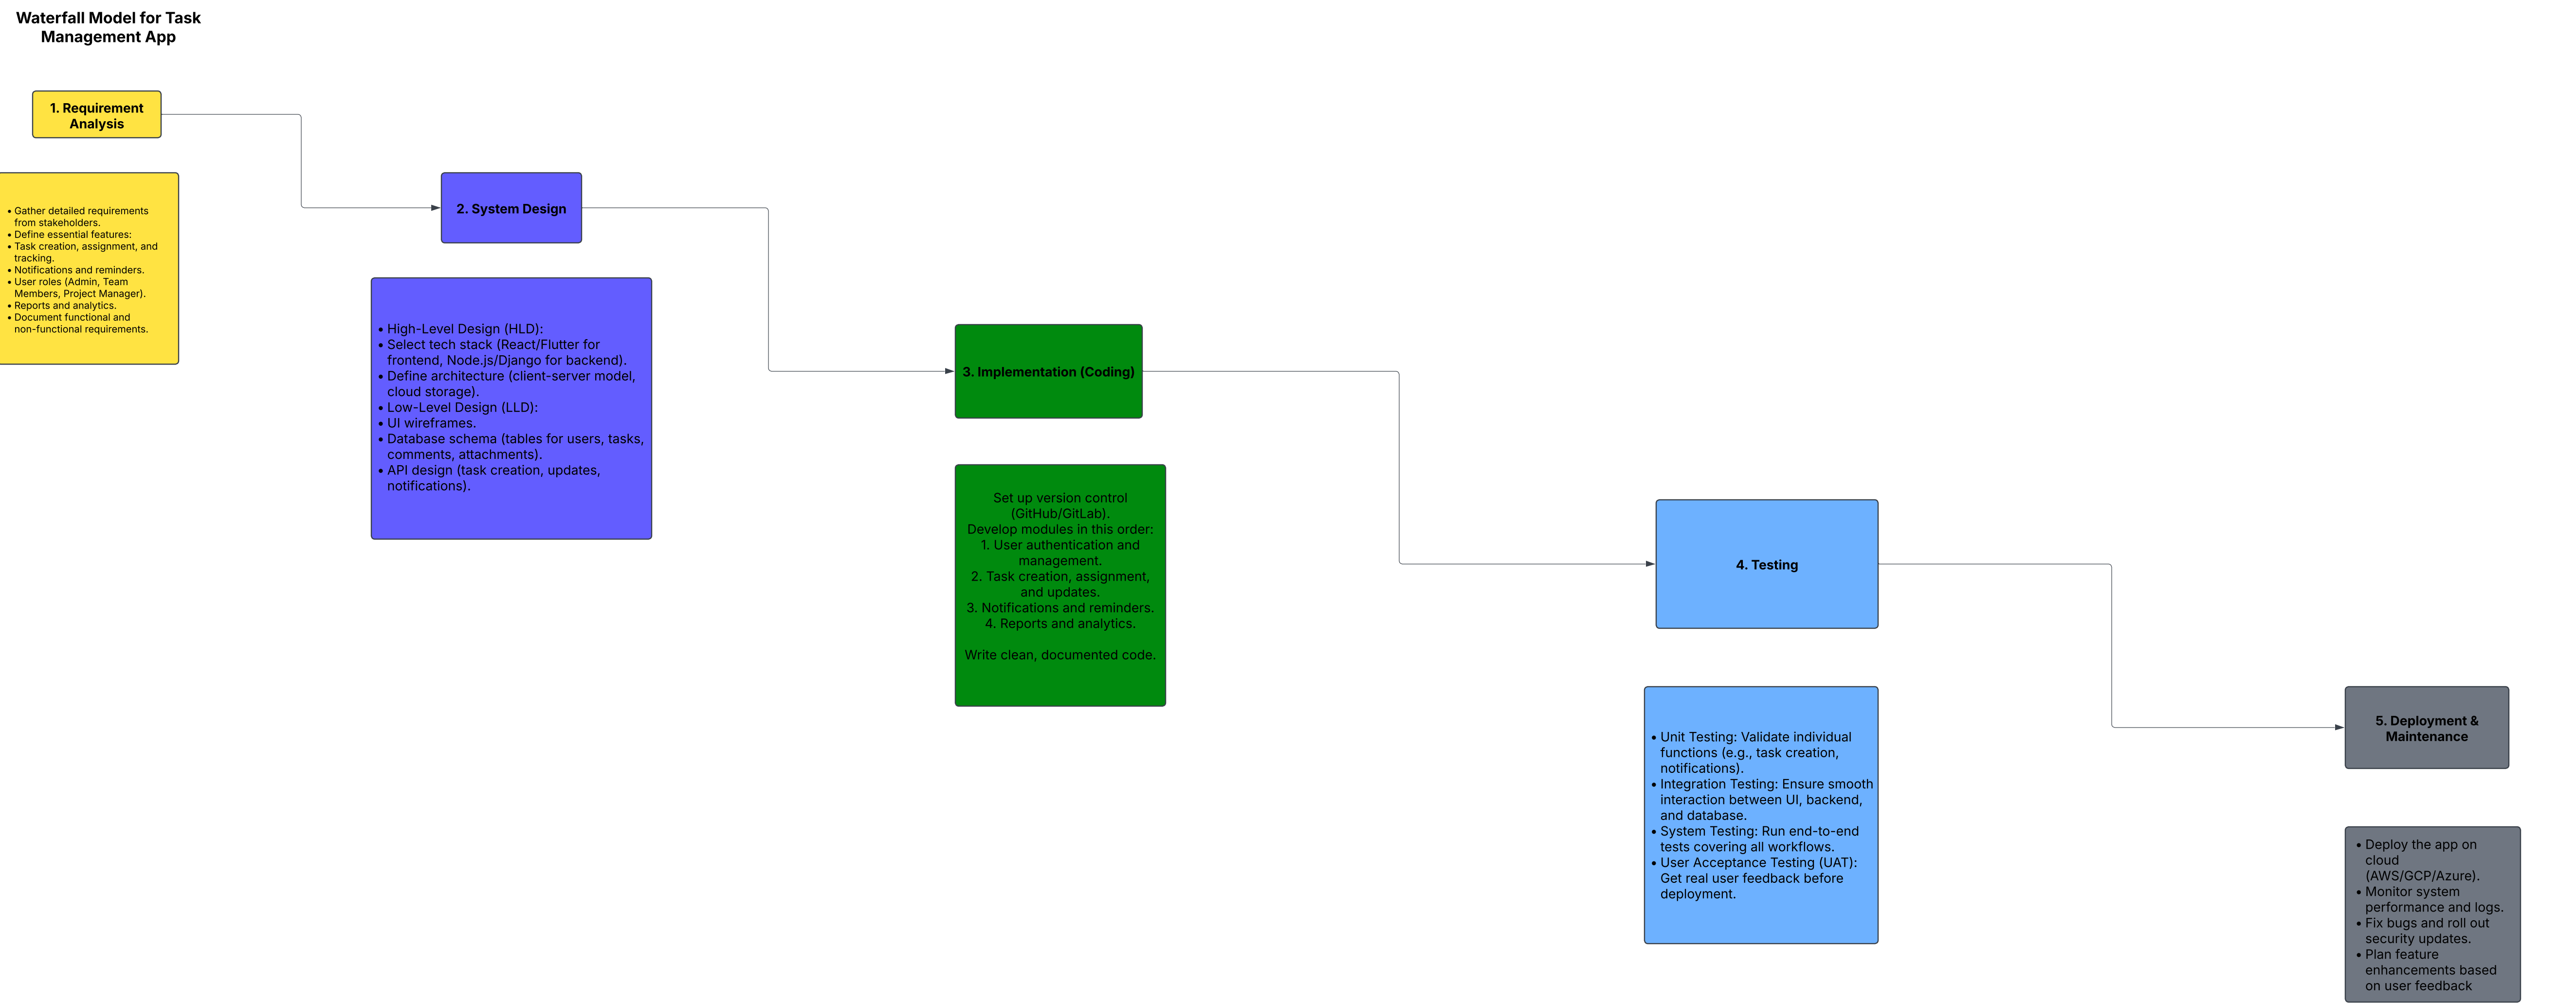 Waterfall Model for Task
Management App
1. Requirement
Analysis
• Gather detailed requirements
from stakeholders.
• Define essential features:
• Task creation, assignment, and
tracking.
• Notifications and reminders.
• User roles (Admin, Team
Members, Project Manager).
• Reports and analytics.
• Document functional and
non-functional requirements.
2. System Design
• High-Level Design (HLD):
• Select tech stack (React/Flutter for
frontend, Node.js/Django for backend).
• Define architecture (client-server model,
cloud storage).
• Low-Level Design (LLD):
• UI wireframes.
• Database schema (tables for users, tasks,
comments, attachments).
• API design (task creation, updates,
notifications).
3. Implementation (Coding)
Set up version control
(GitHub/GitLab).
Develop modules in this order:
1. User authentication and
management.
2. Task creation, assignment,
and updates.
3. Notifications and reminders.
4. Reports and analytics.
Write clean, documented code.
4. Testing
• Unit Testing: Validate individual
functions (e.g., task creation,
notifications).
• Integration Testing: Ensure smooth
interaction between UI, backend,
and database.
• System Testing: Run end-to-end
tests covering all workflows.
• User Acceptance Testing (UAT):
Get real user feedback before
deployment.
5. Deployment &
Maintenance
• Deploy the app on
cloud
(AWS/GCP/Azure).
• Monitor system
performance and logs.
• Fix bugs and roll out
security updates.
• Plan feature
enhancements based
on user feedback